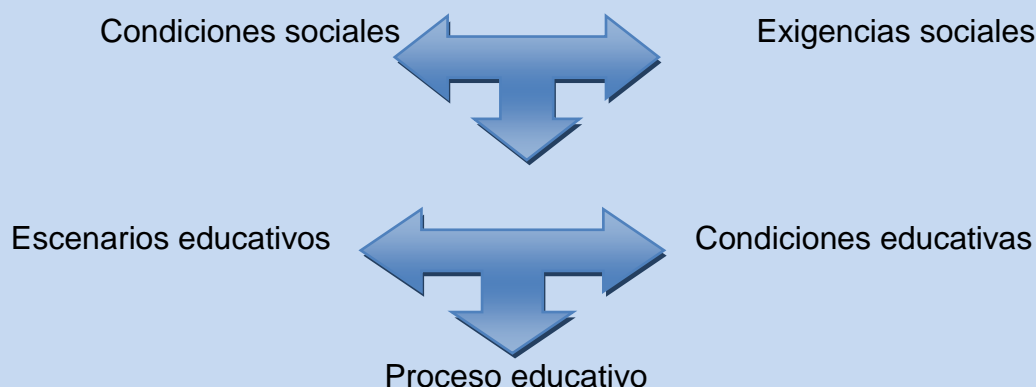 Condiciones sociales Exigencias sociales
Escenarios educativos Condiciones educativas
Proceso educativo